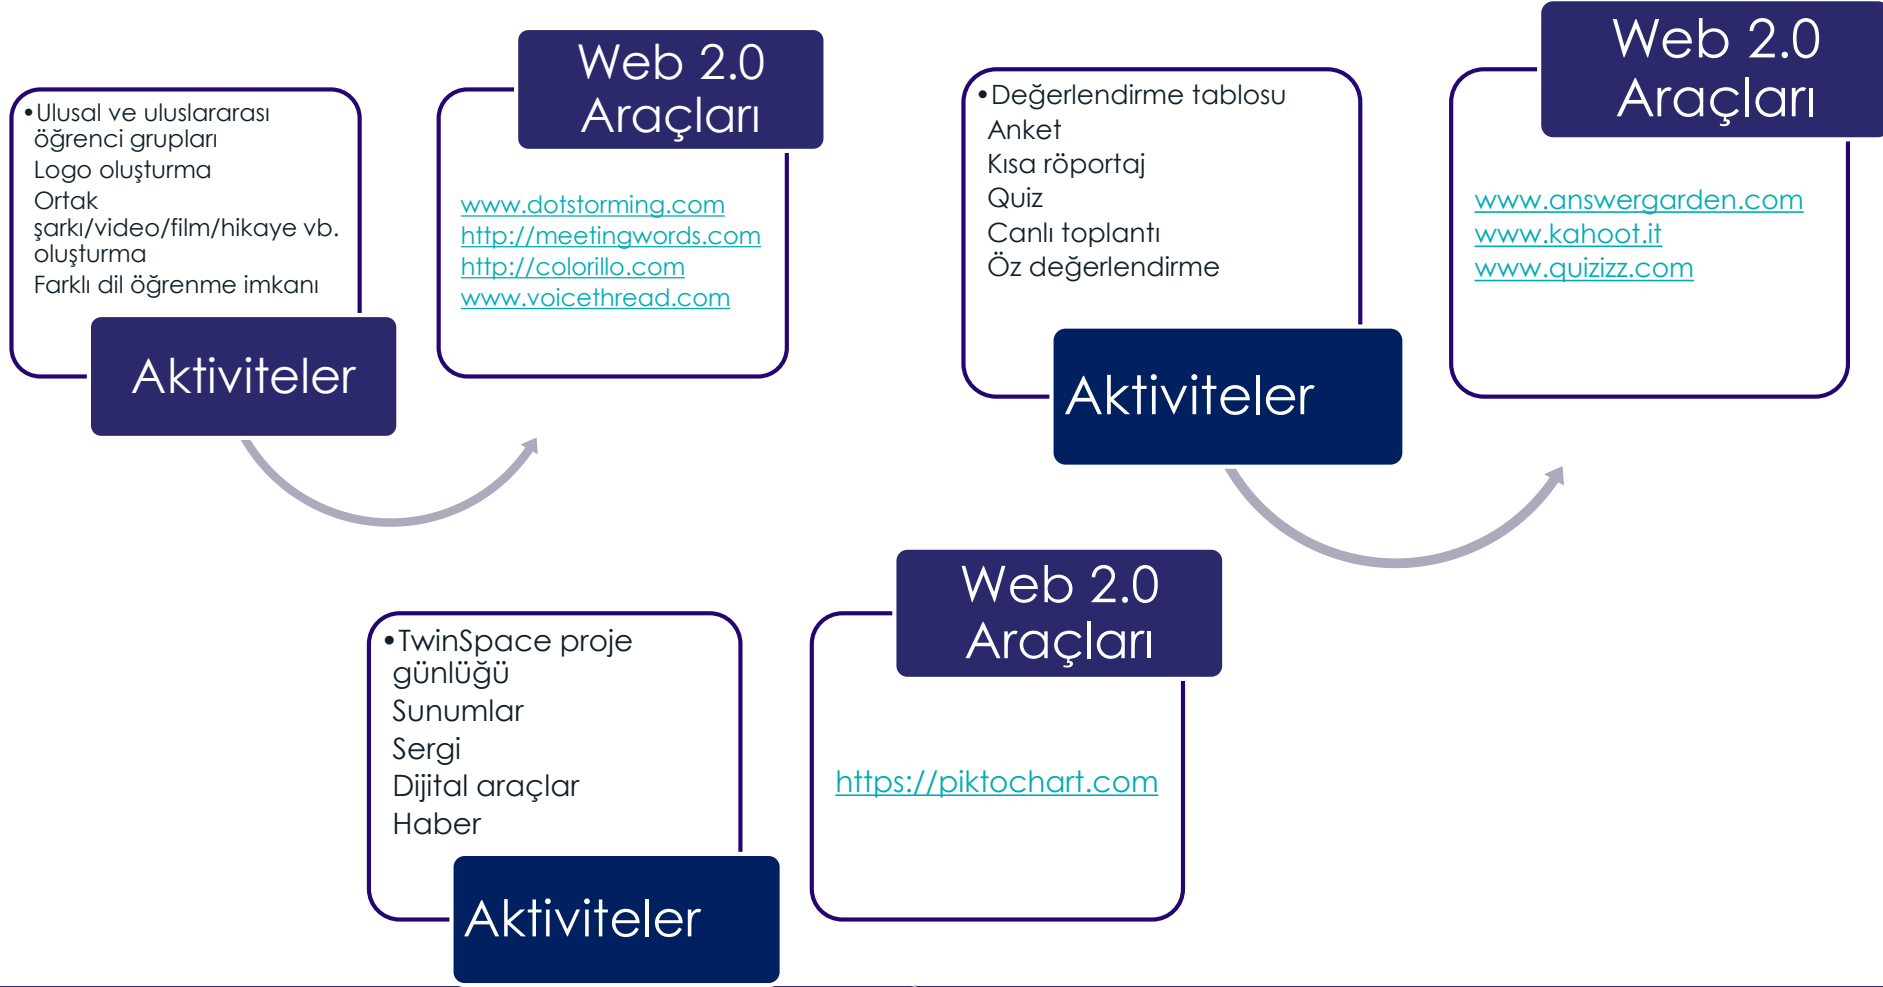 •Ulusal ve uluslararası
öğrenci grupları
Logo oluşturma
Ortak
şarkı/video/film/hikaye vb.
oluşturma
Farklı dil öğrenme imkanı
Aktiviteler
Web 2.0
Araçları
www.dotstorming.com
http://meetingwords.com
http://colorillo.com
www.voicethread.com
•Değerlendirme tablosu
Anket
Kısa röportaj
Quiz
Canlı toplantı
Öz değerlendirme
Aktiviteler
Web 2.0
Araçları
www.answergarden.com
www.kahoot.it
www.quizizz.com
•TwinSpace proje
günlüğü
Sunumlar
Sergi
Dijital araçlar
Haber
Aktiviteler
Web 2.0
Araçları
https://piktochart.com